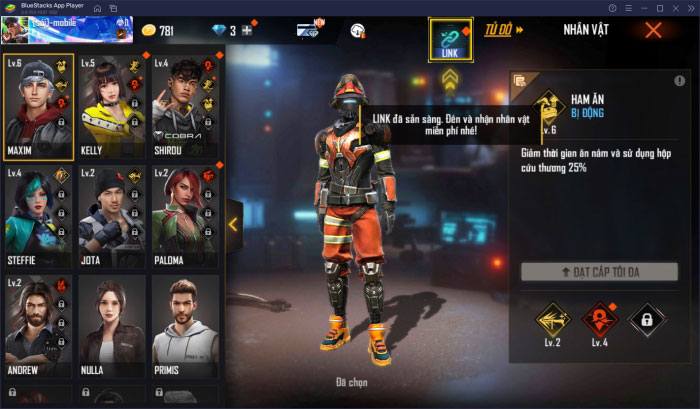 BlueStacks App Player
781
3
NEW
LINK
TỦ ĐỒ
NHÂN VẬT
Lv.6
MAXIM
Lv.5
KELLY
Lv.4
COBRA
SHIROU
Lv.4
STEFFIE
Lv.2
JOTA
Lv.2
PALOMA
Lv.2
ANDREW
NULLA
PRIMIS
LINK đã sẵn sàng. Đến và nhận nhân vật
miễn phí nhé!
Đã chọn
HAM ĂN
BỊ ĐỘNG
Lv. 6
Giảm thời gian ăn nấm và sử dụng hộp
cứu thương 25%
ĐẠT CẤP TỐI ĐA
Lv. 2
Lv. 4